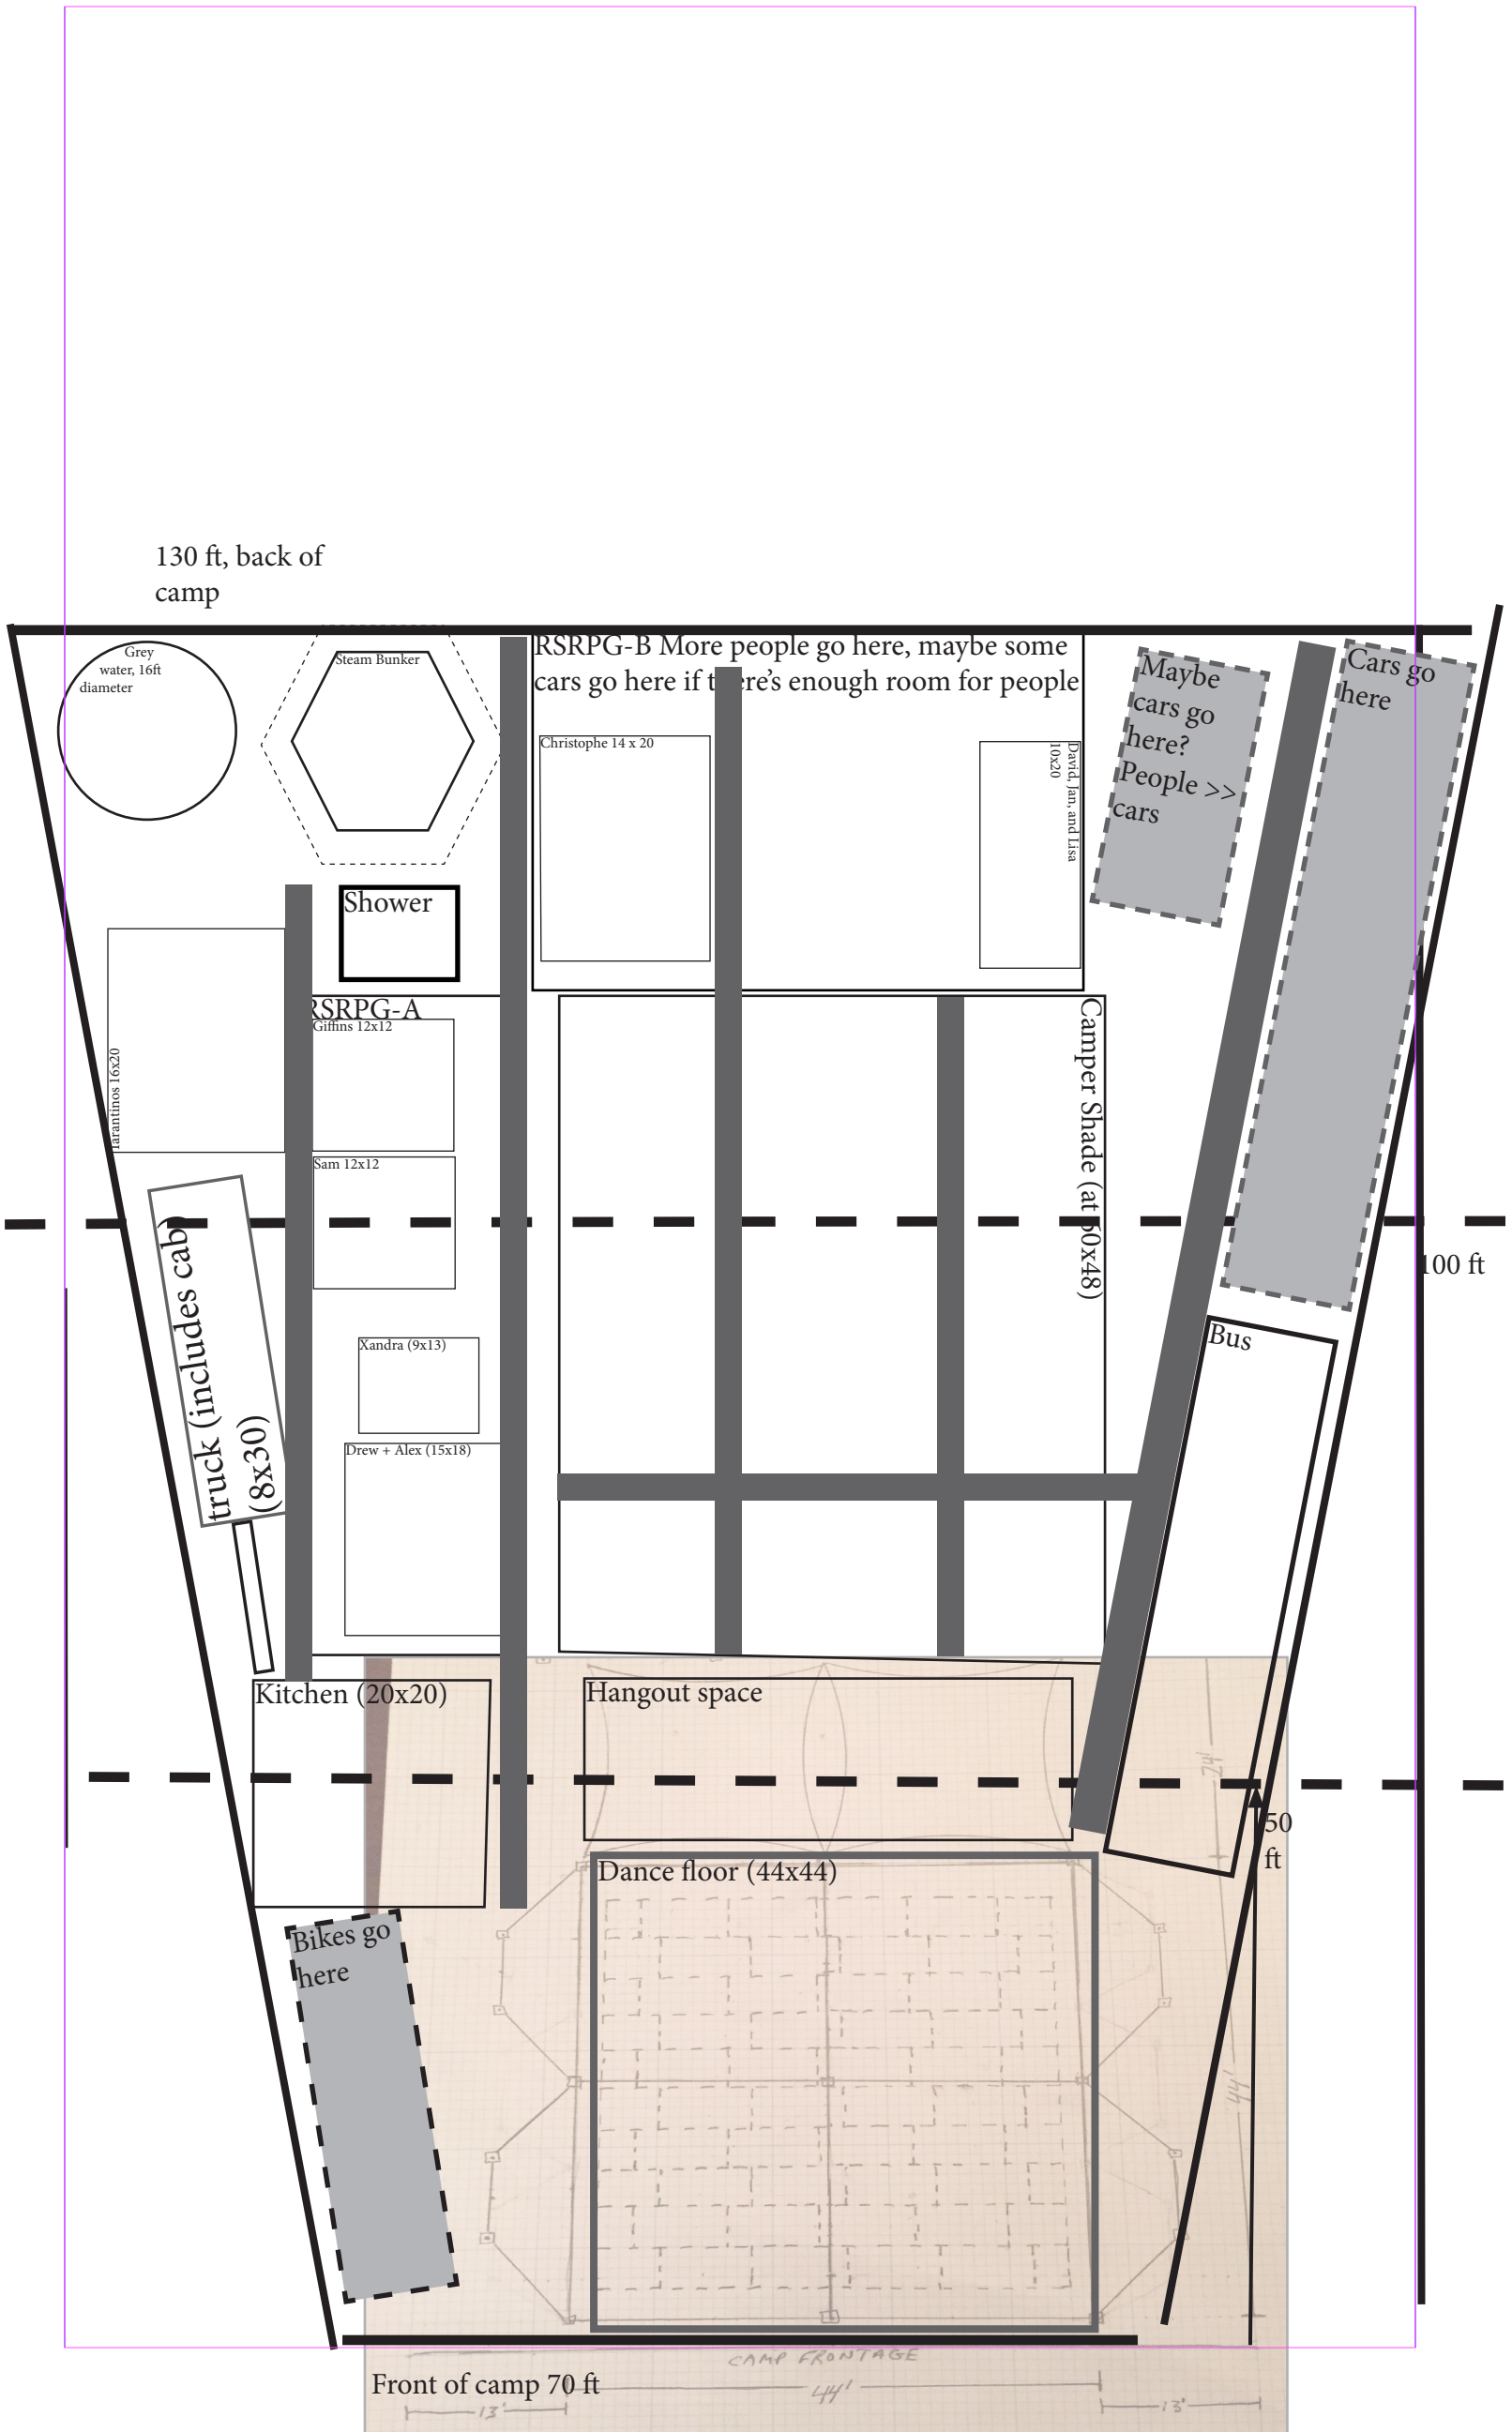 130 ft, back of
camp
Grey
water, 16ft
diameter
Steam Bunker
RSRPG-B More people go here, maybe some
cars go here if there's enough room for people
Maybe
cars go
here?
People >>
cars
Cars go
here
Christophe 14 x 20
David, Jan, and Lisa
10x20
Shower
RSRPG-A
Giffins 12x12
Tarantinos 16x20
Camper Shade (at 60x48)
Sam 12x12
100 ft
truck (includes cab)
(8x30)
Bus
Xandra (9x13)
Drew + Alex (15x18)
Kitchen (20x20)
Hangout space
24'
50
ft
Dance floor (44x44)
Bikes go
here
44'
CAMP FRONTAGE
Front of camp 70 ft
44'
13'
13'